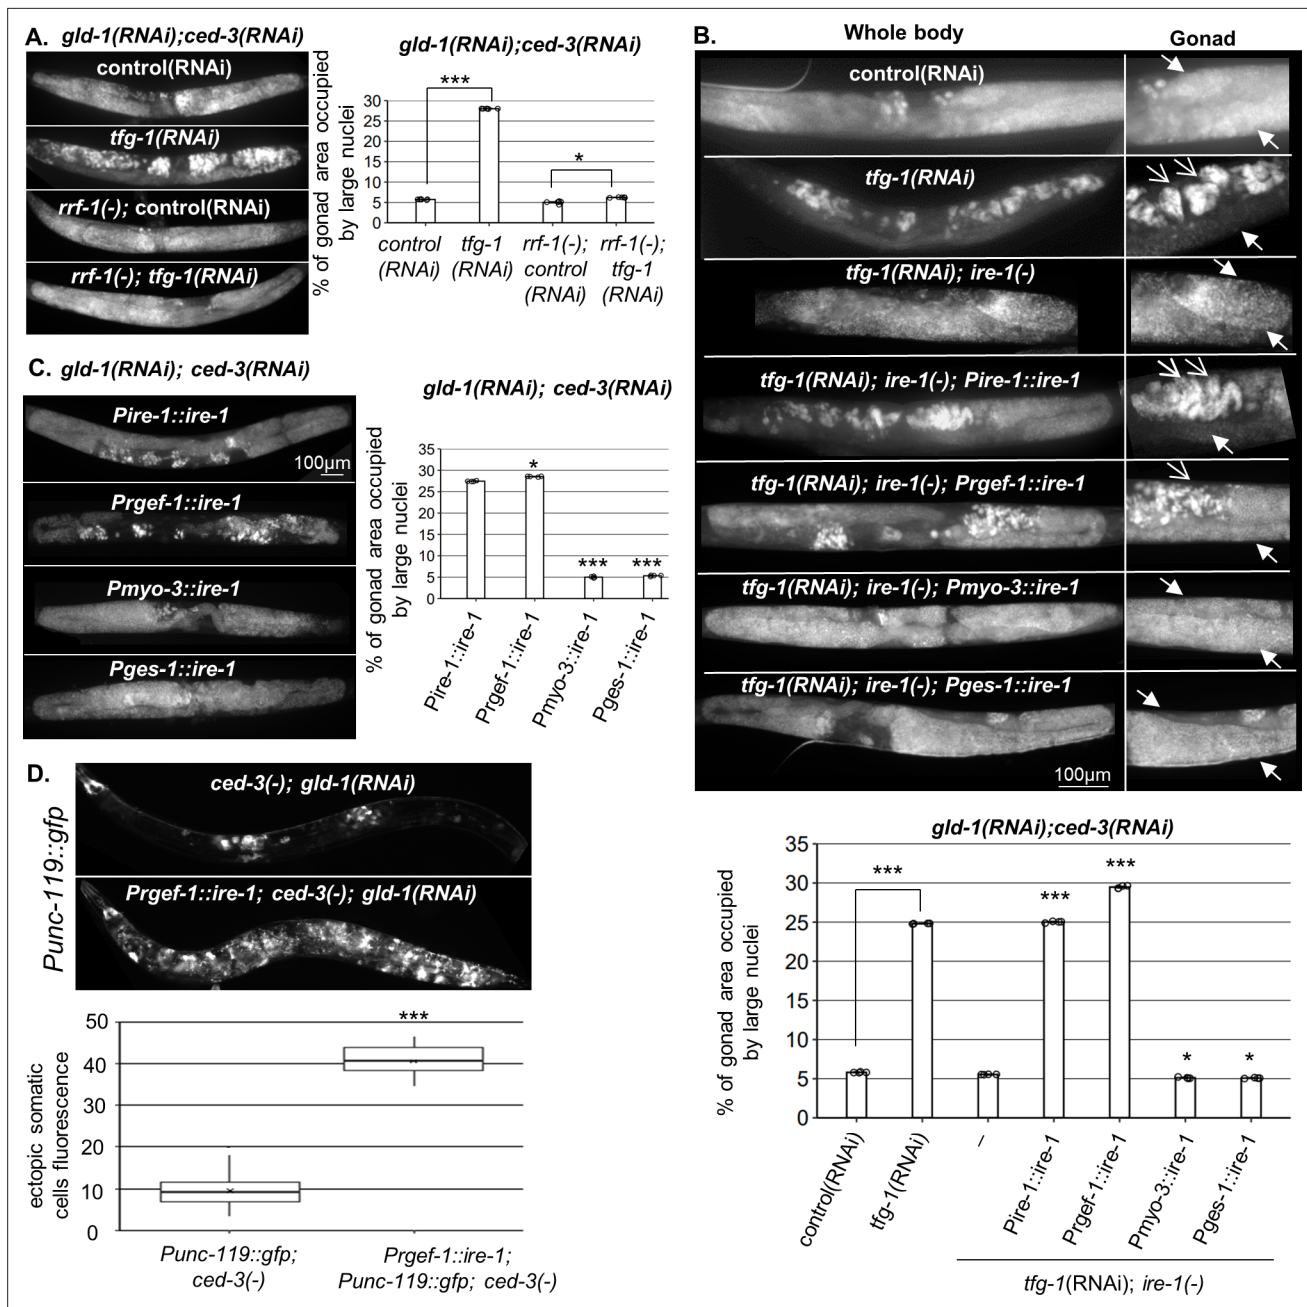 A.
gld-1(RNAi);ced-3(RNAi)
control(RNAi)
tfg-1(RNAi)
rrf-1(-); control(RNAi)
rrf-1(-); tfg-1(RNAi)
gld-1(RNAi);ced-3(RNAi)
% of gonad area occupied
by large nuclei
30
25
20
15
10
5
0
***
*
control
(RNAi)
tfg-1
(RNAi)
rrf-1(-);
control
(RNAi)
rrf-1(-);
tfg-1
(RNAi)
B.
Whole body
Gonad
control(RNAi)
tfg-1(RNAi)
tfg-1(RNAi); ire-1(-)
tfg-1(RNAi); ire-1(-); Pire-1::ire-1
tfg-1(RNAi); ire-1(-); Prgef-1::ire-1
tfg-1(RNAi); ire-1(-); Pmyo-3::ire-1
tfg-1(RNAi); ire-1(-); Pges-1::ire-1
100µm
gld-1(RNAi);ced-3(RNAi)
% of gonad area occupied
by large nuclei
35
30
25
20
15
10
5
0
***
***
***
*
*
control(RNAi)
tfg-1(RNAi)
–
Pire-1::ire-1
Prgef-1::ire-1
Pmyo-3::ire-1
Pges-1::ire-1
tfg-1(RNAi); ire-1(-)
C.
gld-1(RNAi); ced-3(RNAi)
Pire-1::ire-1
100µm
Prgef-1::ire-1
Pmyo-3::ire-1
Pges-1::ire-1
gld-1(RNAi); ced-3(RNAi)
% of gonad area occupied
by large nuclei
35
30
25
20
15
10
5
0
*
***
***
Pire-1::ire-1
Prgef-1::ire-1
Pmyo-3::ire-1
Pges-1::ire-1
D.
Punc-119::gfp
ced-3(-); gld-1(RNAi)
Prgef-1::ire-1; ced-3(-); gld-1(RNAi)
ectopic somatic
cells fluorescence
50
40
30
20
10
0
***
Punc-119::gfp;
ced-3(-)
Prgef-1::ire-1;
Punc-119::gfp; ced-3(-)